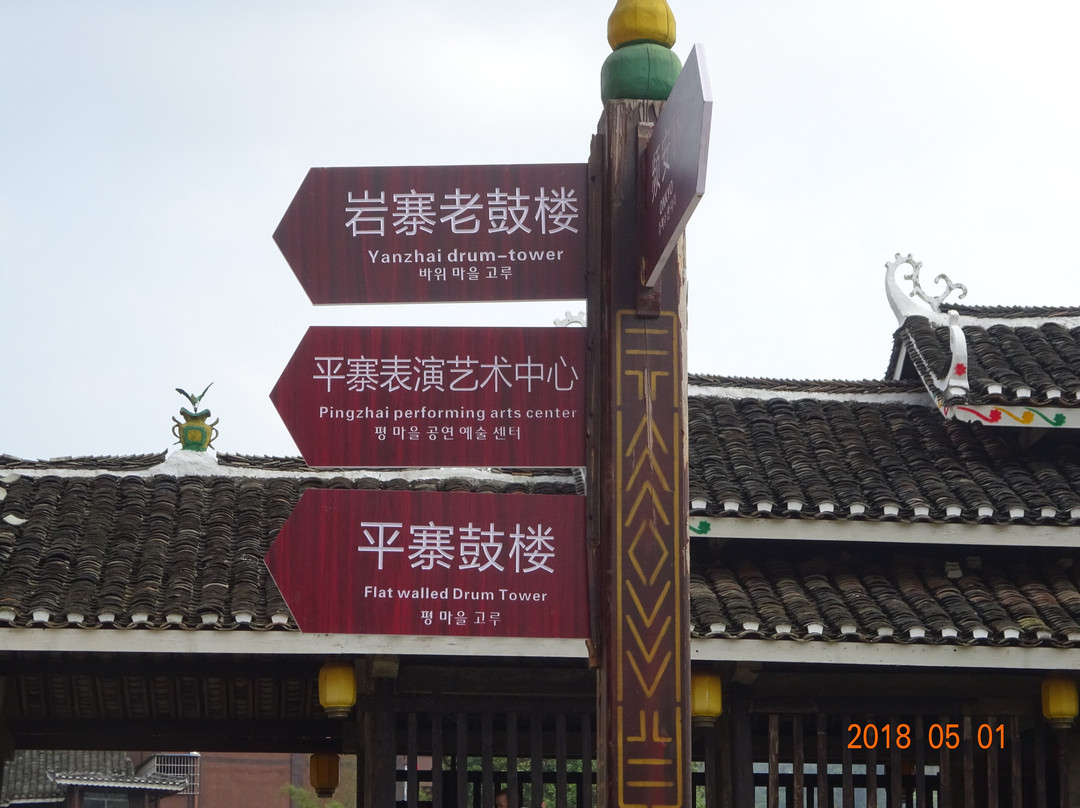 岩寨老鼓楼
Yanzhai drum-tower
바위 마을 고루
平寨表演艺术中心
Pingzhai performing arts center
평 마을 공연 예술 센터
平寨鼓楼
Flat walled Drum Tower
평 마을 고루
2018 05 01